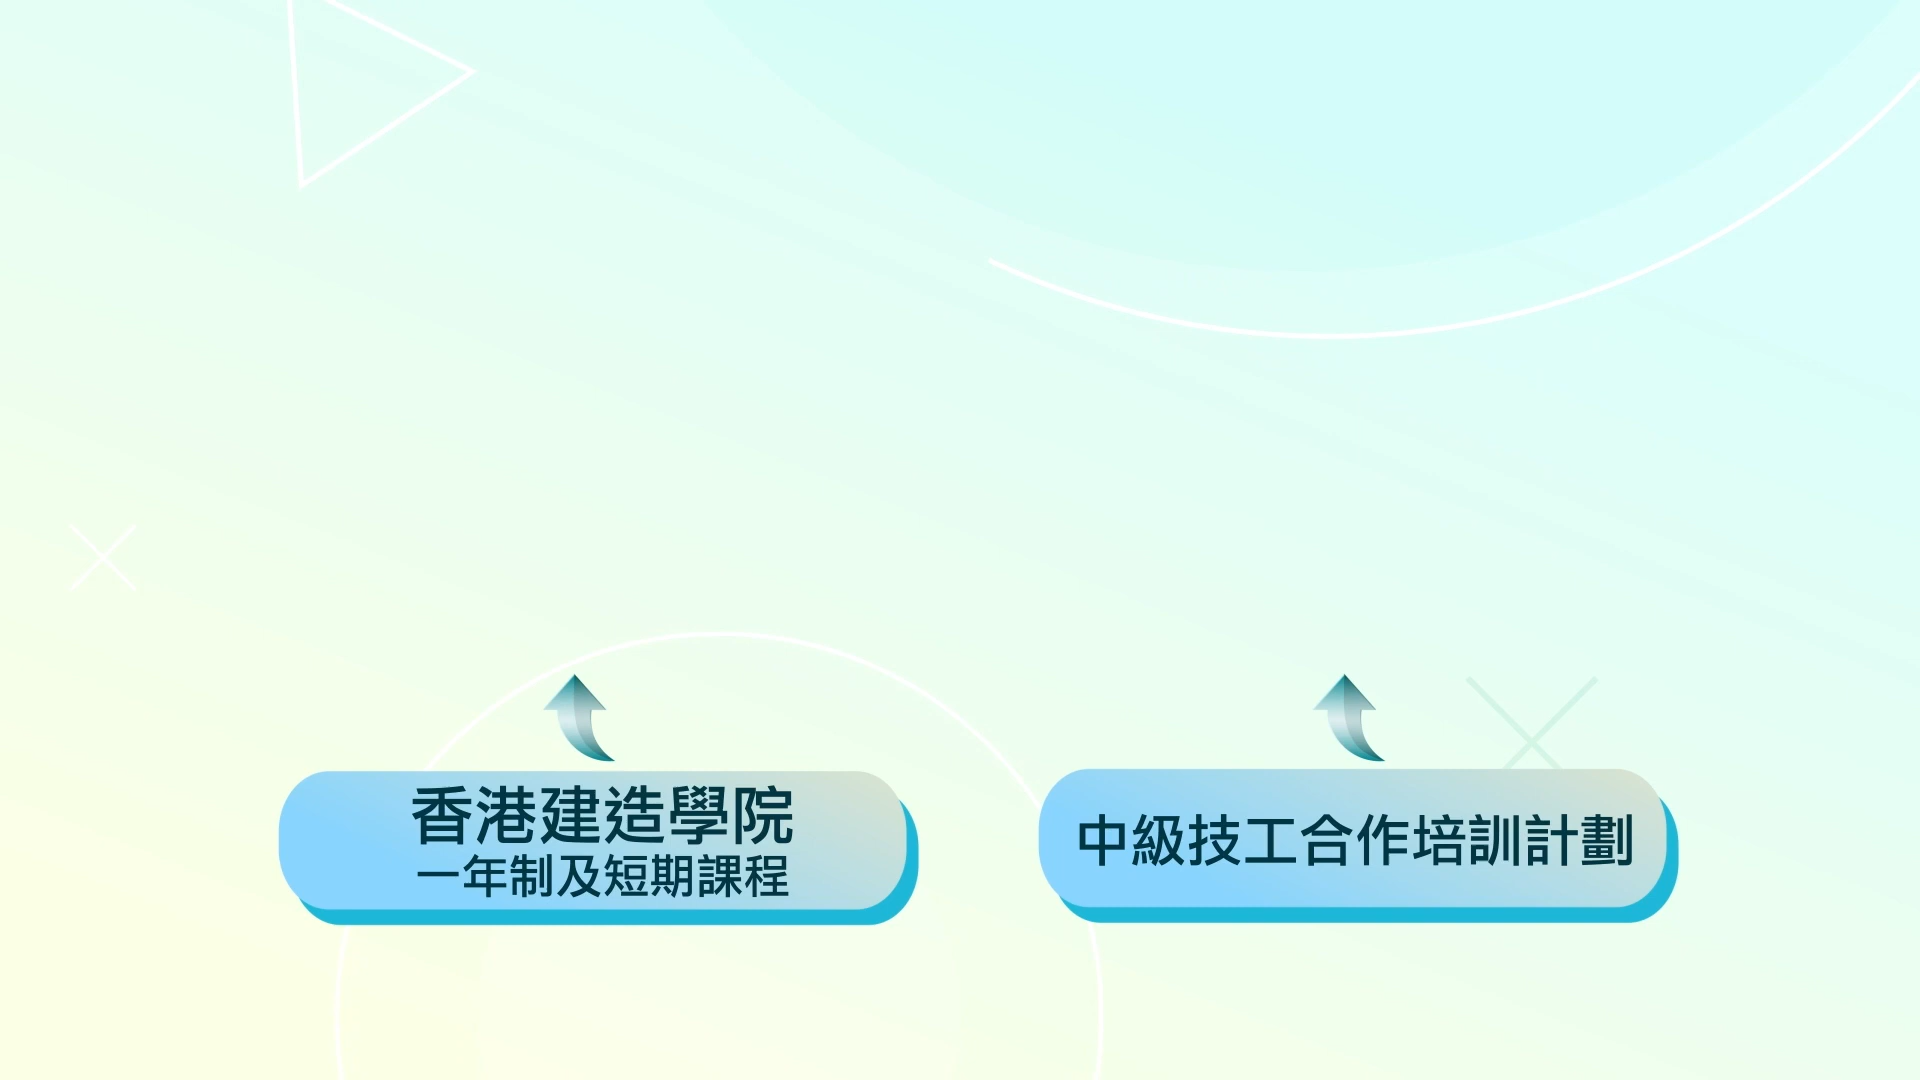 香港建造學院
一年制及短期課程
中級技工合作培訓計劃